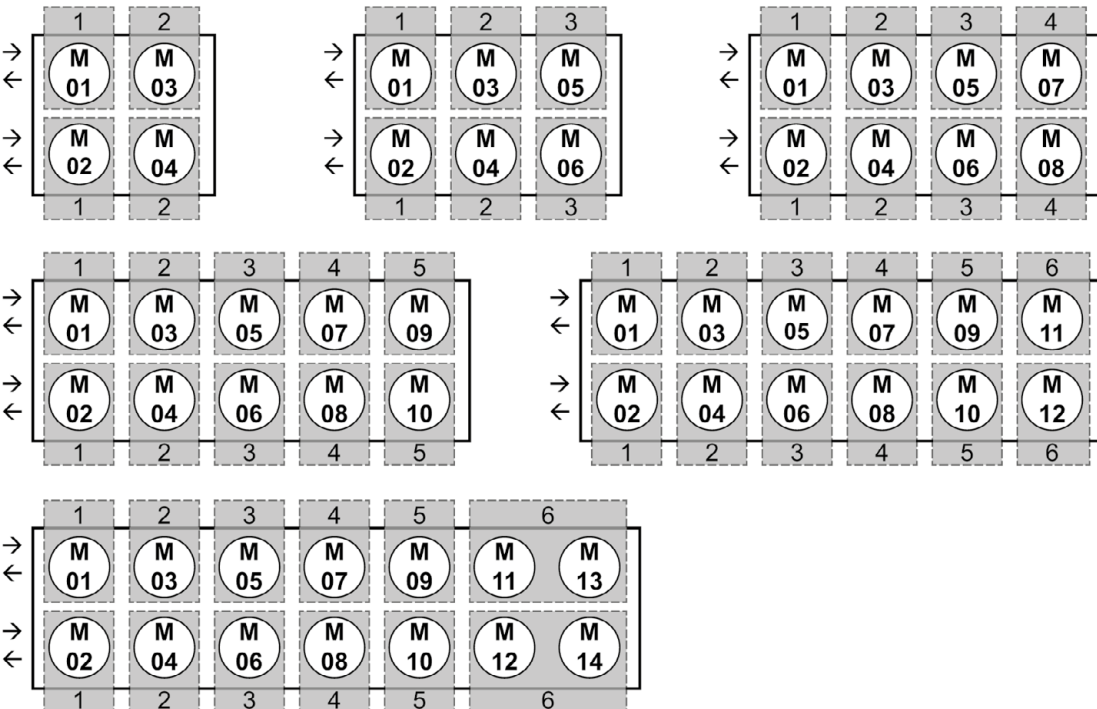 1 2 1 2 3 1 2 3 4
→ M M M M M M M M M
← 01 03 01 03 05 01 03 05 07
→ M M M M M M M M M
← 02 04 02 04 06 02 04 06 08
1 2 1 2 3 1 2 3 4
1 2 3 4 5 1 2 3 4 5 6
→ M M M M M M M M M M M
← 01 03 05 07 09 01 03 05 07 09 11
→ M M M M M M M M M M M
← 02 04 06 08 10 02 04 06 08 10 12
1 2 3 4 5 1 2 3 4 5 6
1 2 3 4 5 6
→ M M M M M M M
← 01 03 05 07 09 11 13
→ M M M M M M M
← 02 04 06 08 10 12 14
1 2 3 4 5 6